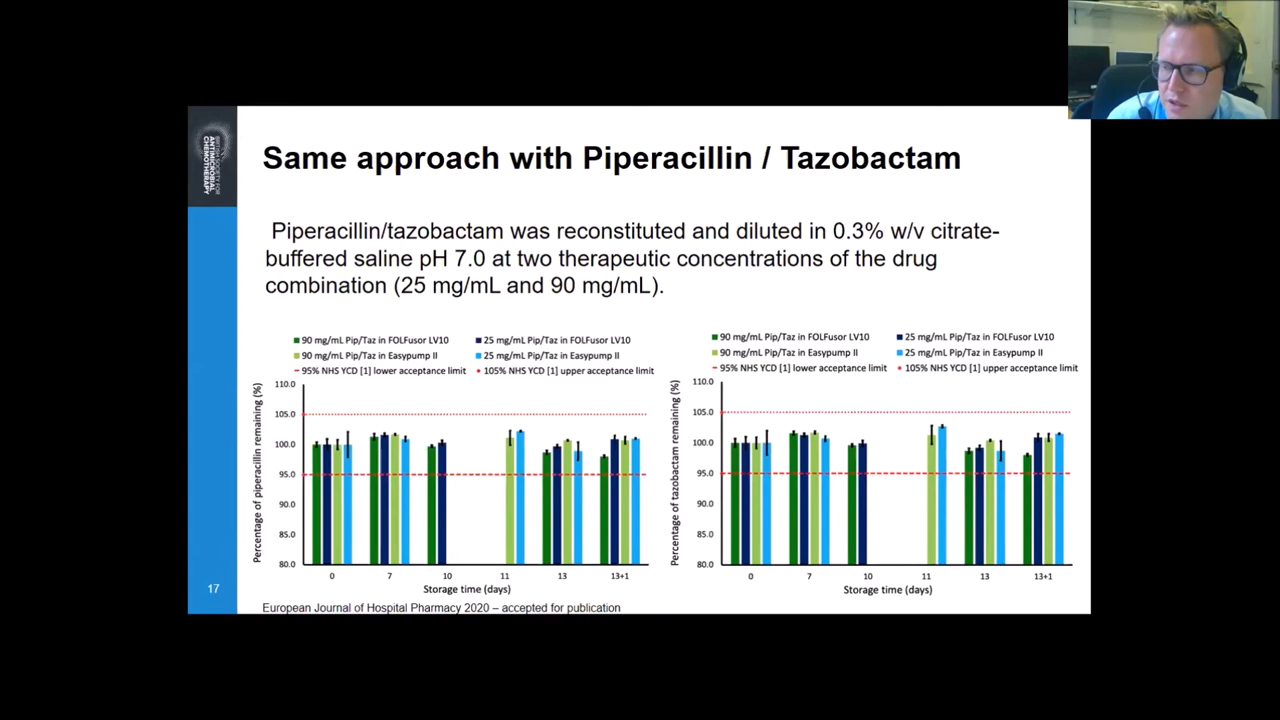 BRITISH SOCIETY FOR
ANTIMICROBIAL
CHEMOTHERAPY
Same approach with Piperacillin / Tazobactam
Piperacillin/tazobactam was reconstituted and diluted in 0.3% w/v citrate-
buffered saline pH 7.0 at two therapeutic concentrations of the drug
combination (25 mg/mL and 90 mg/mL).
90 mg/mL Pip/Taz in FOLFusor LV10
25 mg/mL Pip/Taz in FOLFusor LV10
90 mg/mL Pip/Taz in Easypump II
25 mg/mL Pip/Taz in Easypump II
95% NHS YCD [1] lower acceptance limit
105% NHS YCD [1] upper acceptance limit
Percentage of piperacillin remaining (%)
110.0
105.0
100.0
95.0
90.0
85.0
80.0
0 7 10 11 13 13+1
Storage time (days)
90 mg/mL Pip/Taz in FOLFusor LV10
25 mg/mL Pip/Taz in FOLFusor LV10
90 mg/mL Pip/Taz in Easypump II
25 mg/mL Pip/Taz in Easypump II
95% NHS YCD [1] lower acceptance limit
105% NHS YCD [1] upper acceptance limit
Percentage of tazobactam remaining (%)
110.0
105.0
100.0
95.0
90.0
85.0
80.0
0 7 10 11 13 13+1
Storage time (days)
17
European Journal of Hospital Pharmacy 2020 – accepted for publication